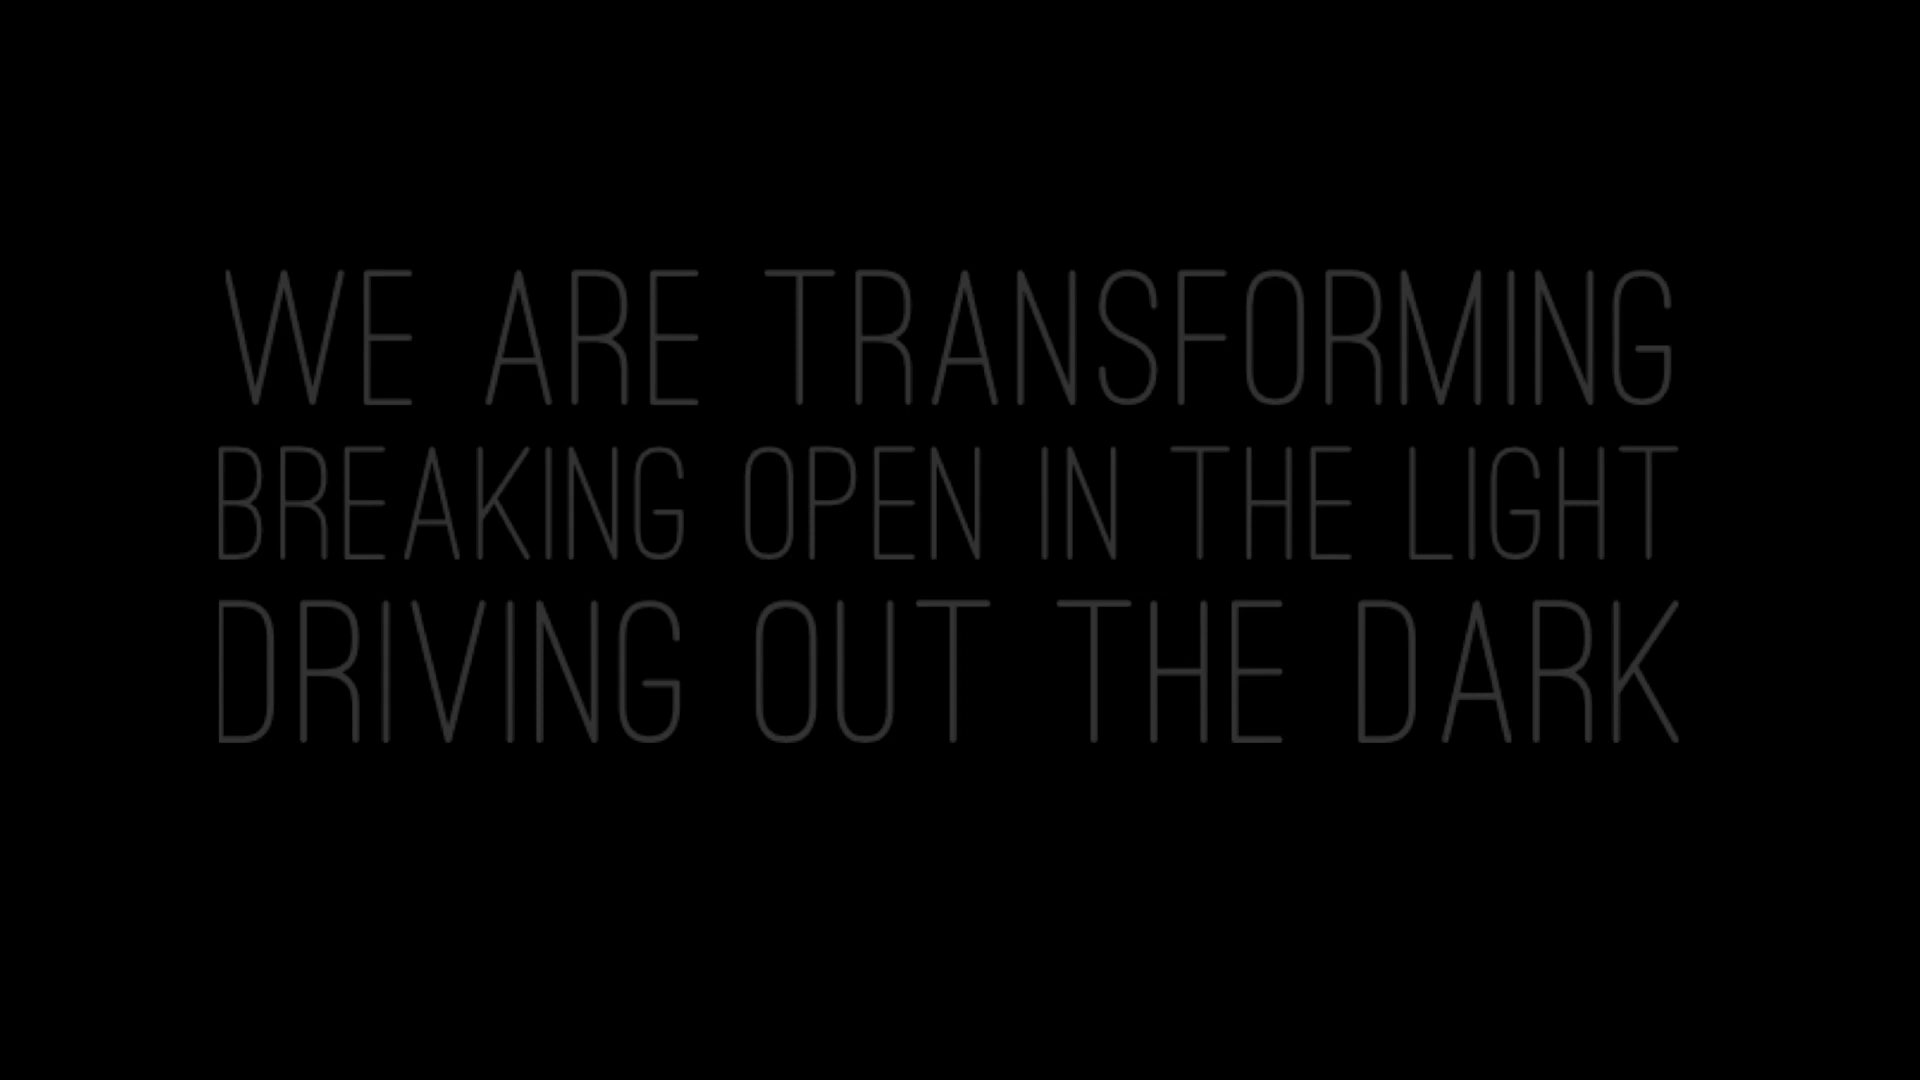 WE ARE TRANSFORMING
BREAKING OPEN IN THE LIGHT
DRIVING OUT THE DARK